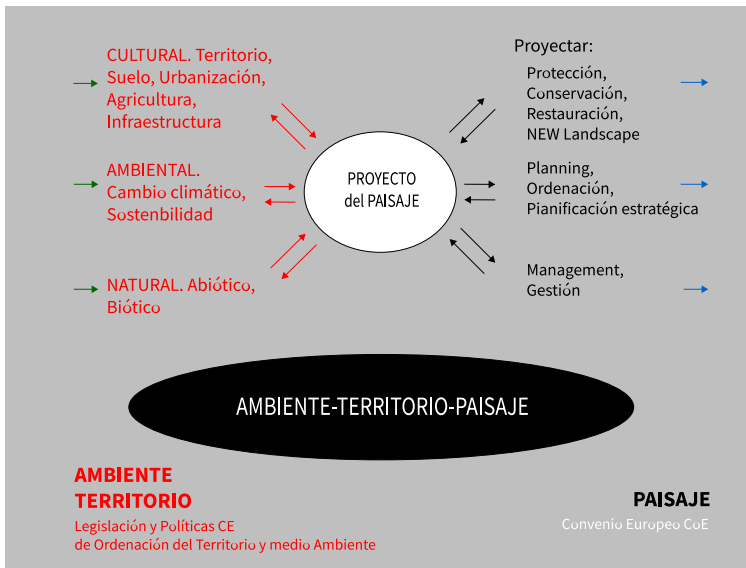 CULTURAL. Territorio,
Suelo, Urbanización,
Agricultura,
Infraestructura
AMBIENTAL.
Cambio climático,
Sostenbilidad
NATURAL. Abiótico,
Biótico
PROYECTO
del PAISAJE
Proyectar:
Protección,
Conservación,
Restauración,
NEW Landscape
Planning,
Ordenación,
Pianificación estratégica
Management,
Gestión
AMBIENTE-TERRITORIO-PAISAJE
AMBIENTE
TERRITORIO
Legislación y Políticas CE
de Ordenación del Territorio y medio Ambiente
PAISAJE
Convenio Europeo CoE